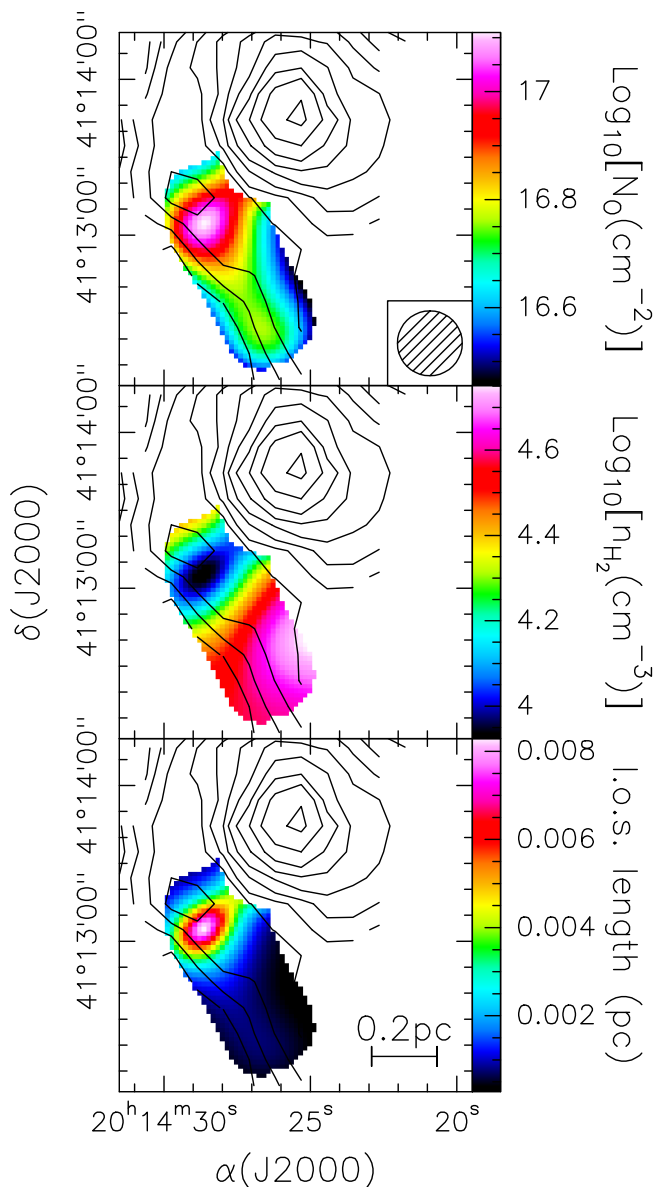 41°14'00"
41°13'00"
17
16.8
16.6
Log₁₀[N_O(cm⁻²)]
41°14'00"
41°13'00"
4.6
4.4
4.2
4
Log₁₀[n_H₂(cm⁻³)]
δ(J2000)
41°14'00"
41°13'00"
0.008
0.006
0.004
0.002
l.o.s. length (pc)
0.2pc
20ʰ14ᵐ30ˢ 25ˢ 20ˢ
α(J2000)